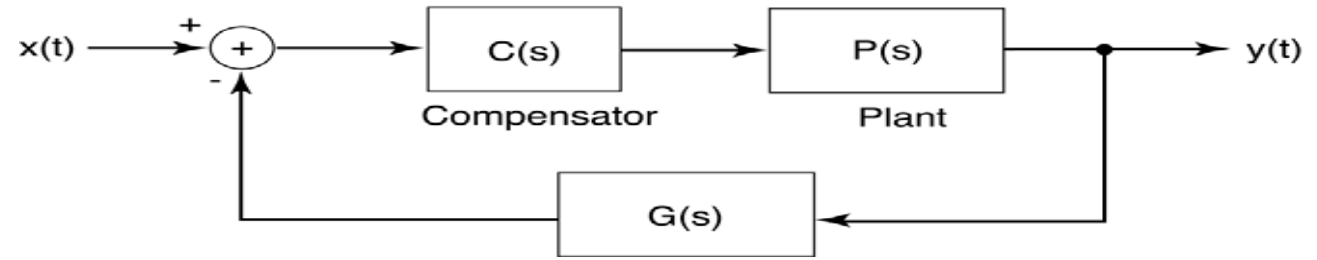 +
x(t) + C(s) P(s) y(t)
-
Compensator Plant
G(s)